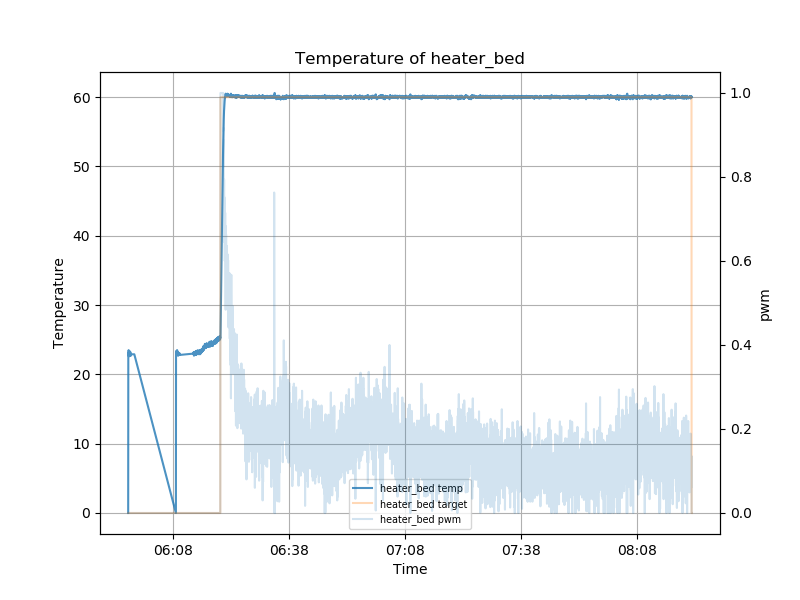 Temperature of heater_bed
60
50
40
30
20
10
0
Temperature
1.0
0.8
0.6
0.4
0.2
0.0
pwm
heater_bed temp
heater_bed target
heater_bed pwm
06:08 06:38 07:08 07:38 08:08
Time